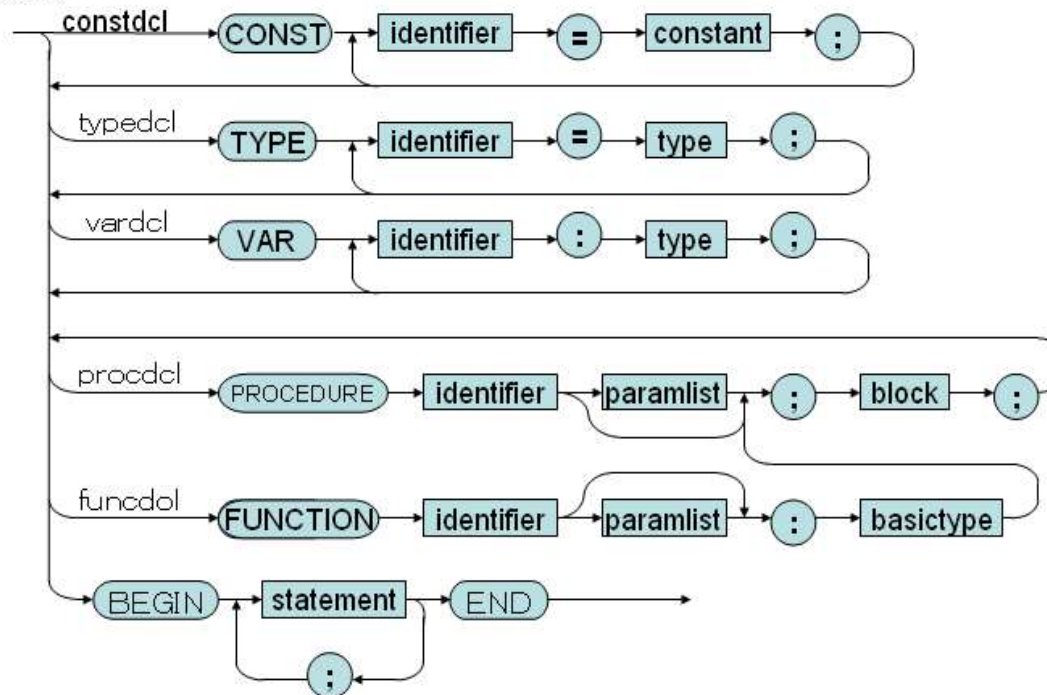 constdcl CONST identifier = constant ;
typedcl TYPE identifier = type ;
vardcl VAR identifier : type ;
procdcl PROCEDURE identifier paramlist ; block ;
funcdol FUNCTION identifier paramlist : basictype
BEGIN statement END
;